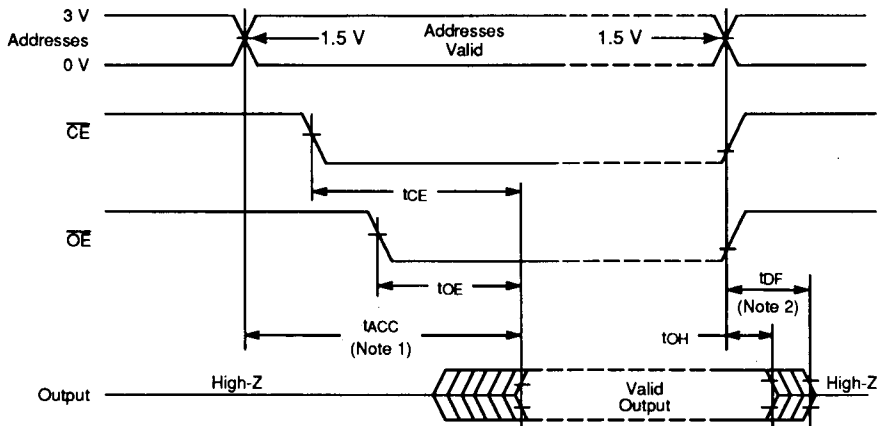 3 V
Addresses
0 V
1.5 V
Addresses
Valid
1.5 V
CE
tCE
OE
tOE
tDF
(Note 2)
tACC
(Note 1)
tOH
Output
High-Z
Valid
Output
High-Z